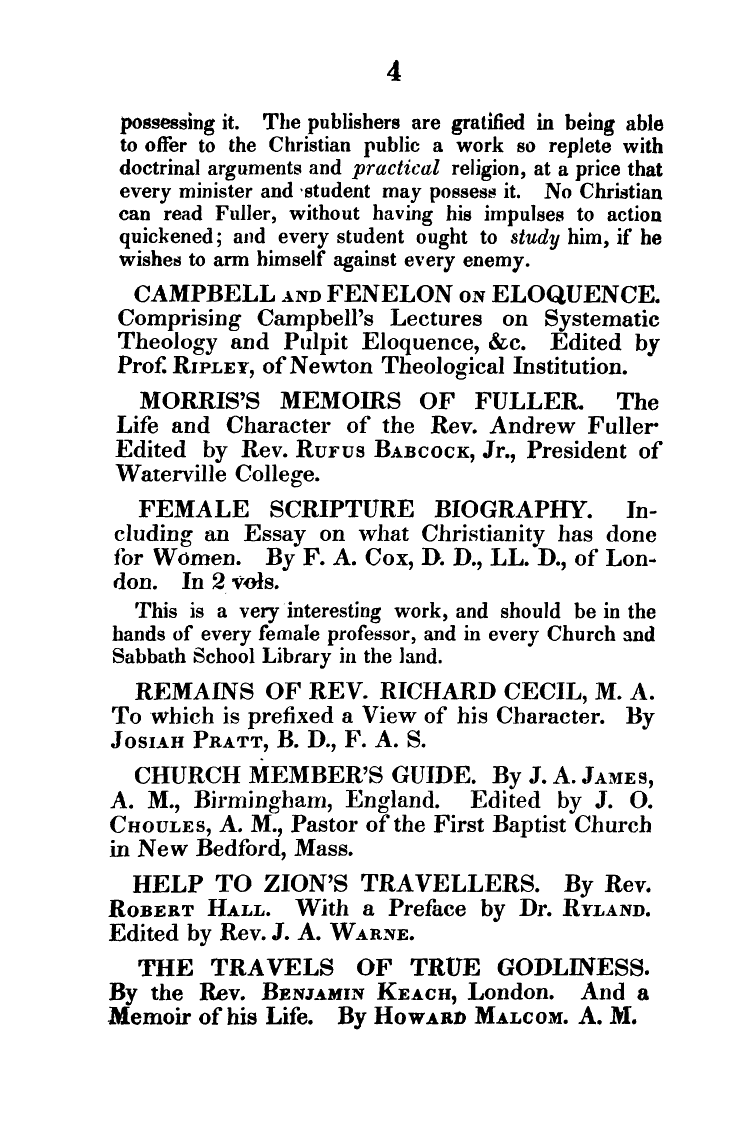 4
possessing it. The publishers are gratified in being able
to offer to the Christian public a work so replete with
doctrinal arguments and practical religion, at a price that
every minister and student may possess it. No Christian
can read Fuller, without having his impulses to action
quickened; and every student ought to study him, if he
wishes to arm himself against every enemy.
CAMPBELL AND FENELON ON ELOQUENCE.
Comprising Campbell's Lectures on Systematic
Theology and Pulpit Eloquence, &c. Edited by
Prof. RIPLEY, of Newton Theological Institution.
MORRIS'S MEMOIRS OF FULLER. The
Life and Character of the Rev. Andrew Fuller
Edited by Rev. RUFUS BABCOCK, Jr., President of
Waterville College.
FEMALE SCRIPTURE BIOGRAPHY. In-
cluding an Essay on what Christianity has done
for Women. By F. A. Cox, D. D., LL. D., of Lon-
don. In 2 vols.
This is a very interesting work, and should be in the
hands of every female professor, and in every Church and
Sabbath School Library in the land.
REMAINS OF REV. RICHARD CECIL, M. A.
To which is prefixed a View of his Character. By
JOSIAH PRATT, B. D., F. A. S.
CHURCH MEMBER'S GUIDE. By J. A. JAMES,
A. M., Birmingham, England. Edited by J. O.
CHOULES, A. M., Pastor of the First Baptist Church
in New Bedford, Mass.
HELP TO ZION'S TRAVELLERS. By Rev.
ROBERT HALL. With a Preface by Dr. RYLAND.
Edited by Rev. J. A. WARNE.
THE TRAVELS OF TRUE GODLINESS.
By the Rev. BENJAMIN KEACH, London. And a
Memoir of his Life. By HOWARD MALCOM. A. M.